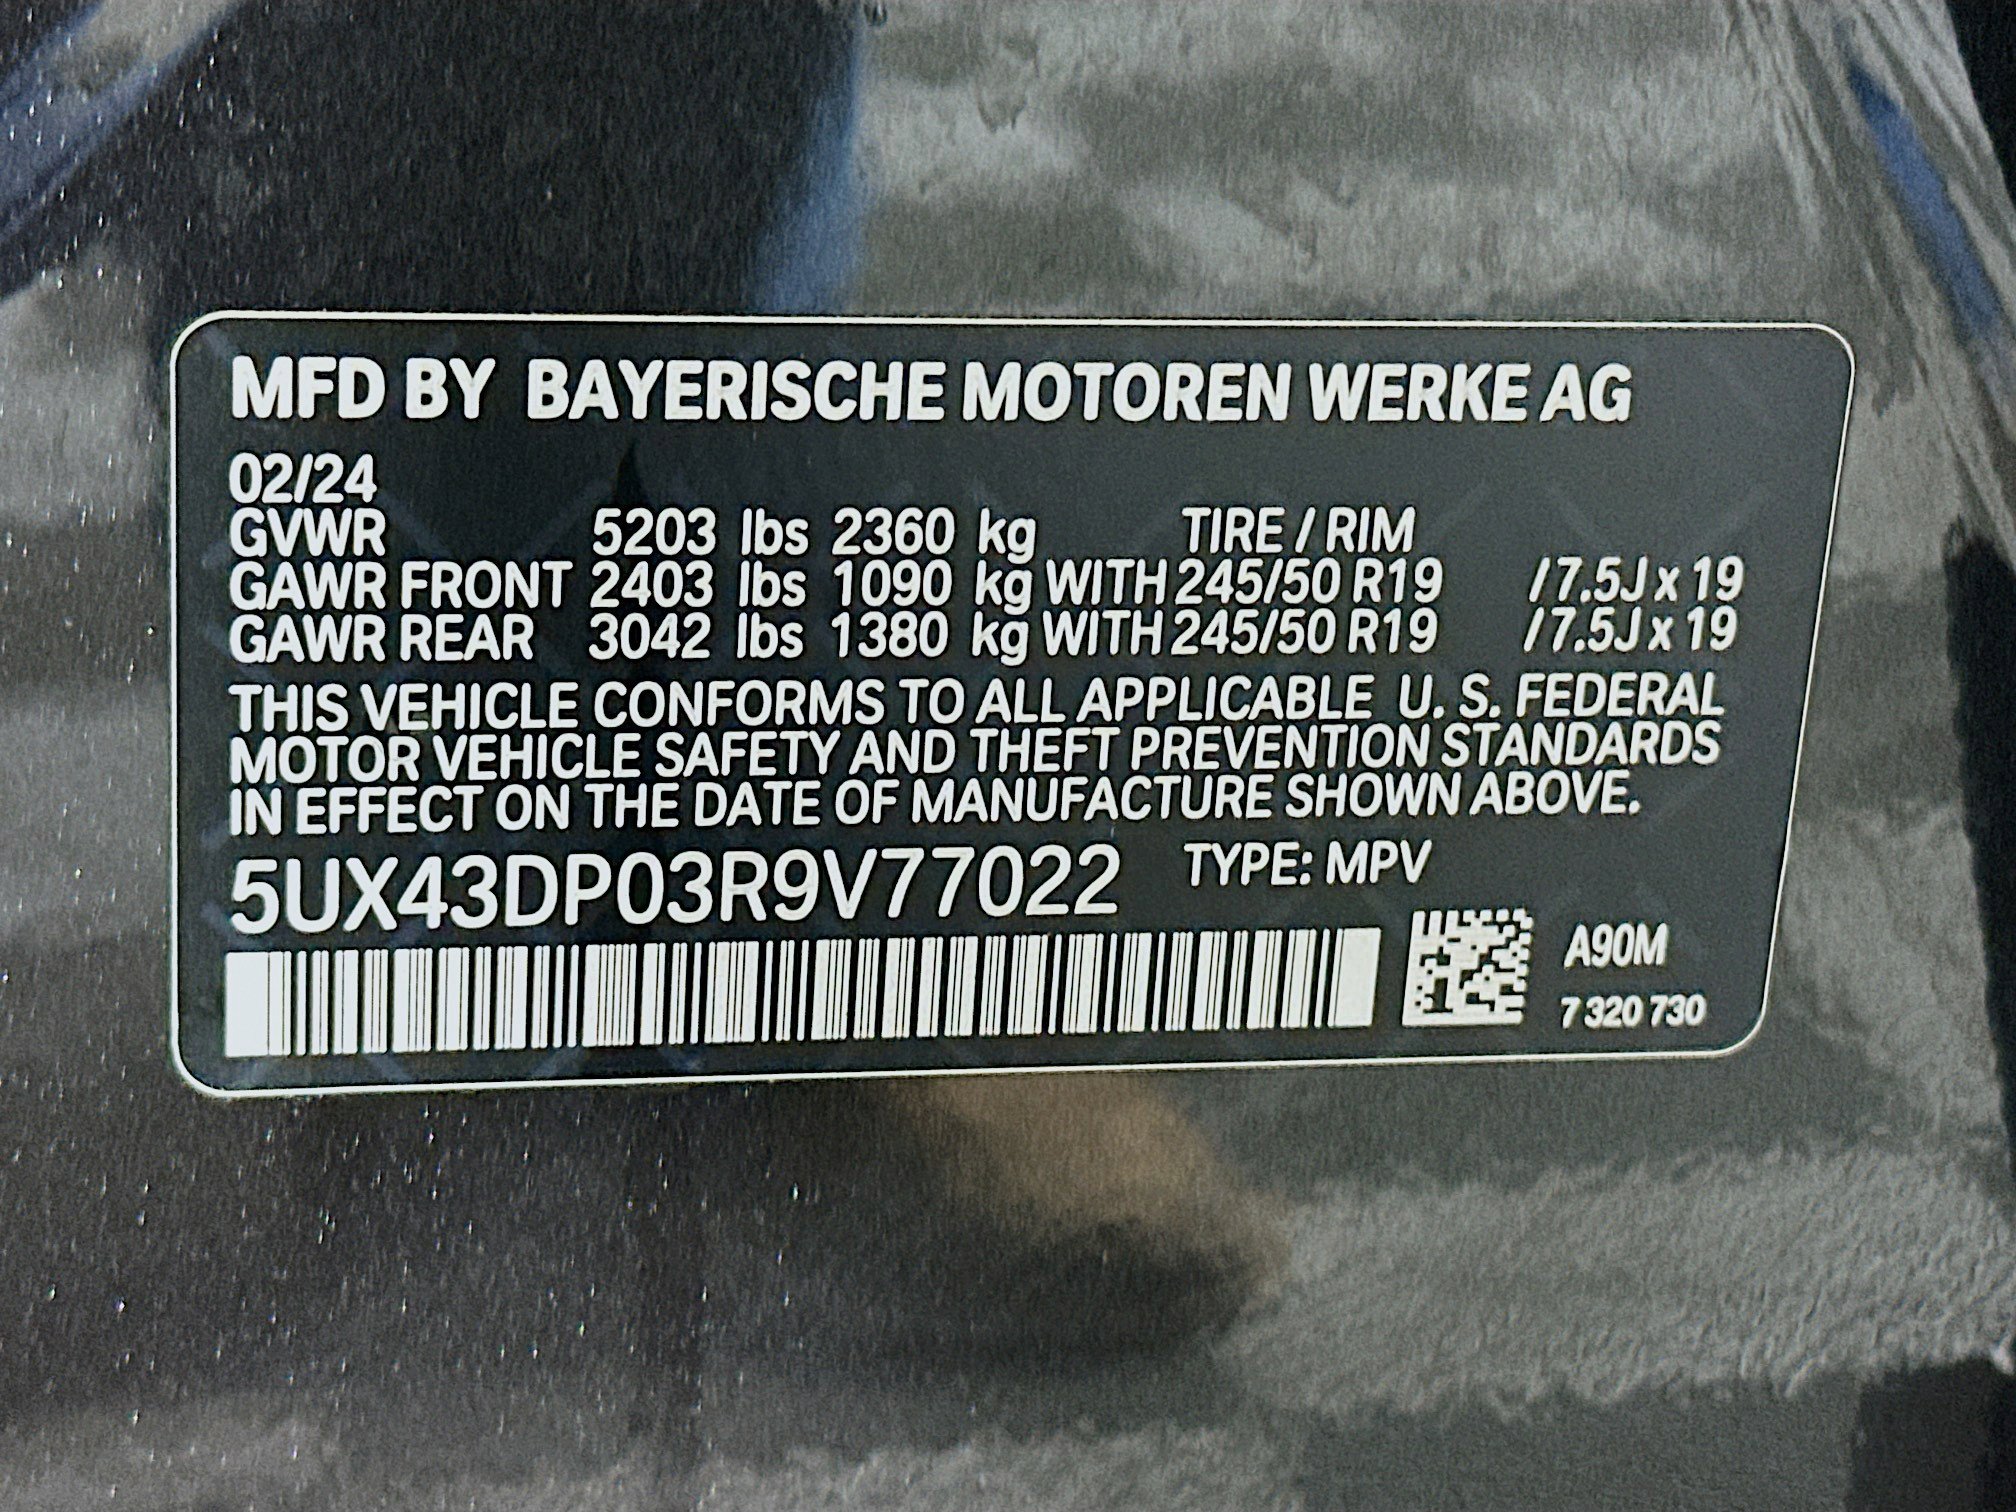 MFD BY BAYERISCHE MOTOREN WERKE AG
02/24
GVWR 5203 lbs 2360 kg TIRE / RIM
GAWR FRONT 2403 lbs 1090 kg WITH 245/50 R19 / 7.5J x 19
GAWR REAR 3042 lbs 1380 kg WITH 245/50 R19 / 7.5J x 19
THIS VEHICLE CONFORMS TO ALL APPLICABLE U. S. FEDERAL
MOTOR VEHICLE SAFETY AND THEFT PREVENTION STANDARDS
IN EFFECT ON THE DATE OF MANUFACTURE SHOWN ABOVE.
5UX43DP03R9V77022 TYPE: MPV
A90M
7 320 730